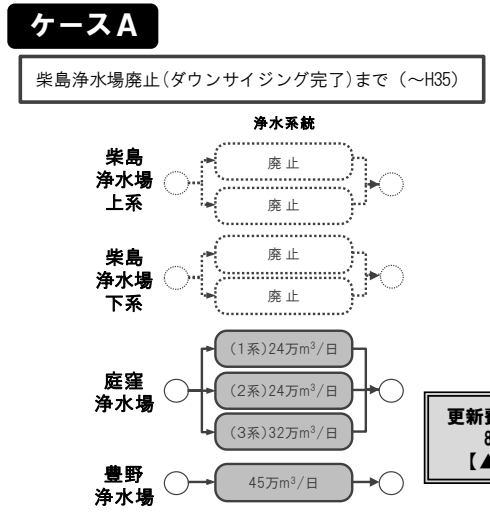 ケースA
柴島浄水場廃止(ダウンサイジング完了)まで（～H35）
浄水系統
柴島
浄水場
上系
廃止
廃止
柴島
浄水場
下系
廃止
廃止
庭窪
浄水場
(1系)24万m³/日
(2系)24万m³/日
(3系)32万m³/日
更新
8
【▲
豊野
浄水場
45万m³/日